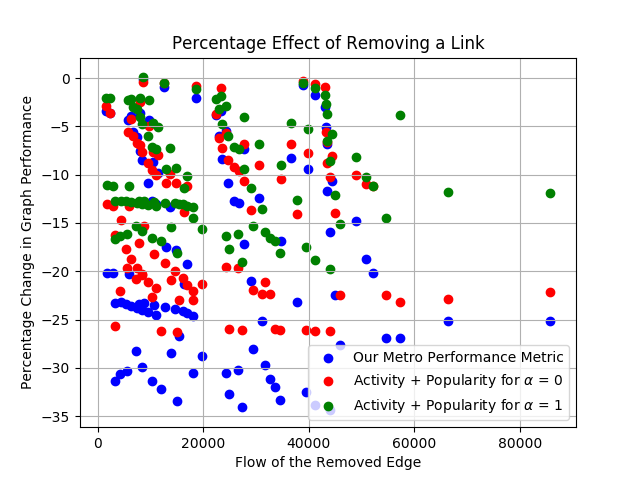 Percentage Effect of Removing a Link
Percentage Change in Graph Performance
0
−5
−10
−15
−20
−25
−30
−35
Our Metro Performance Metric
Activity + Popularity for α = 0
Activity + Popularity for α = 1
0 20000 40000 60000 80000
Flow of the Removed Edge